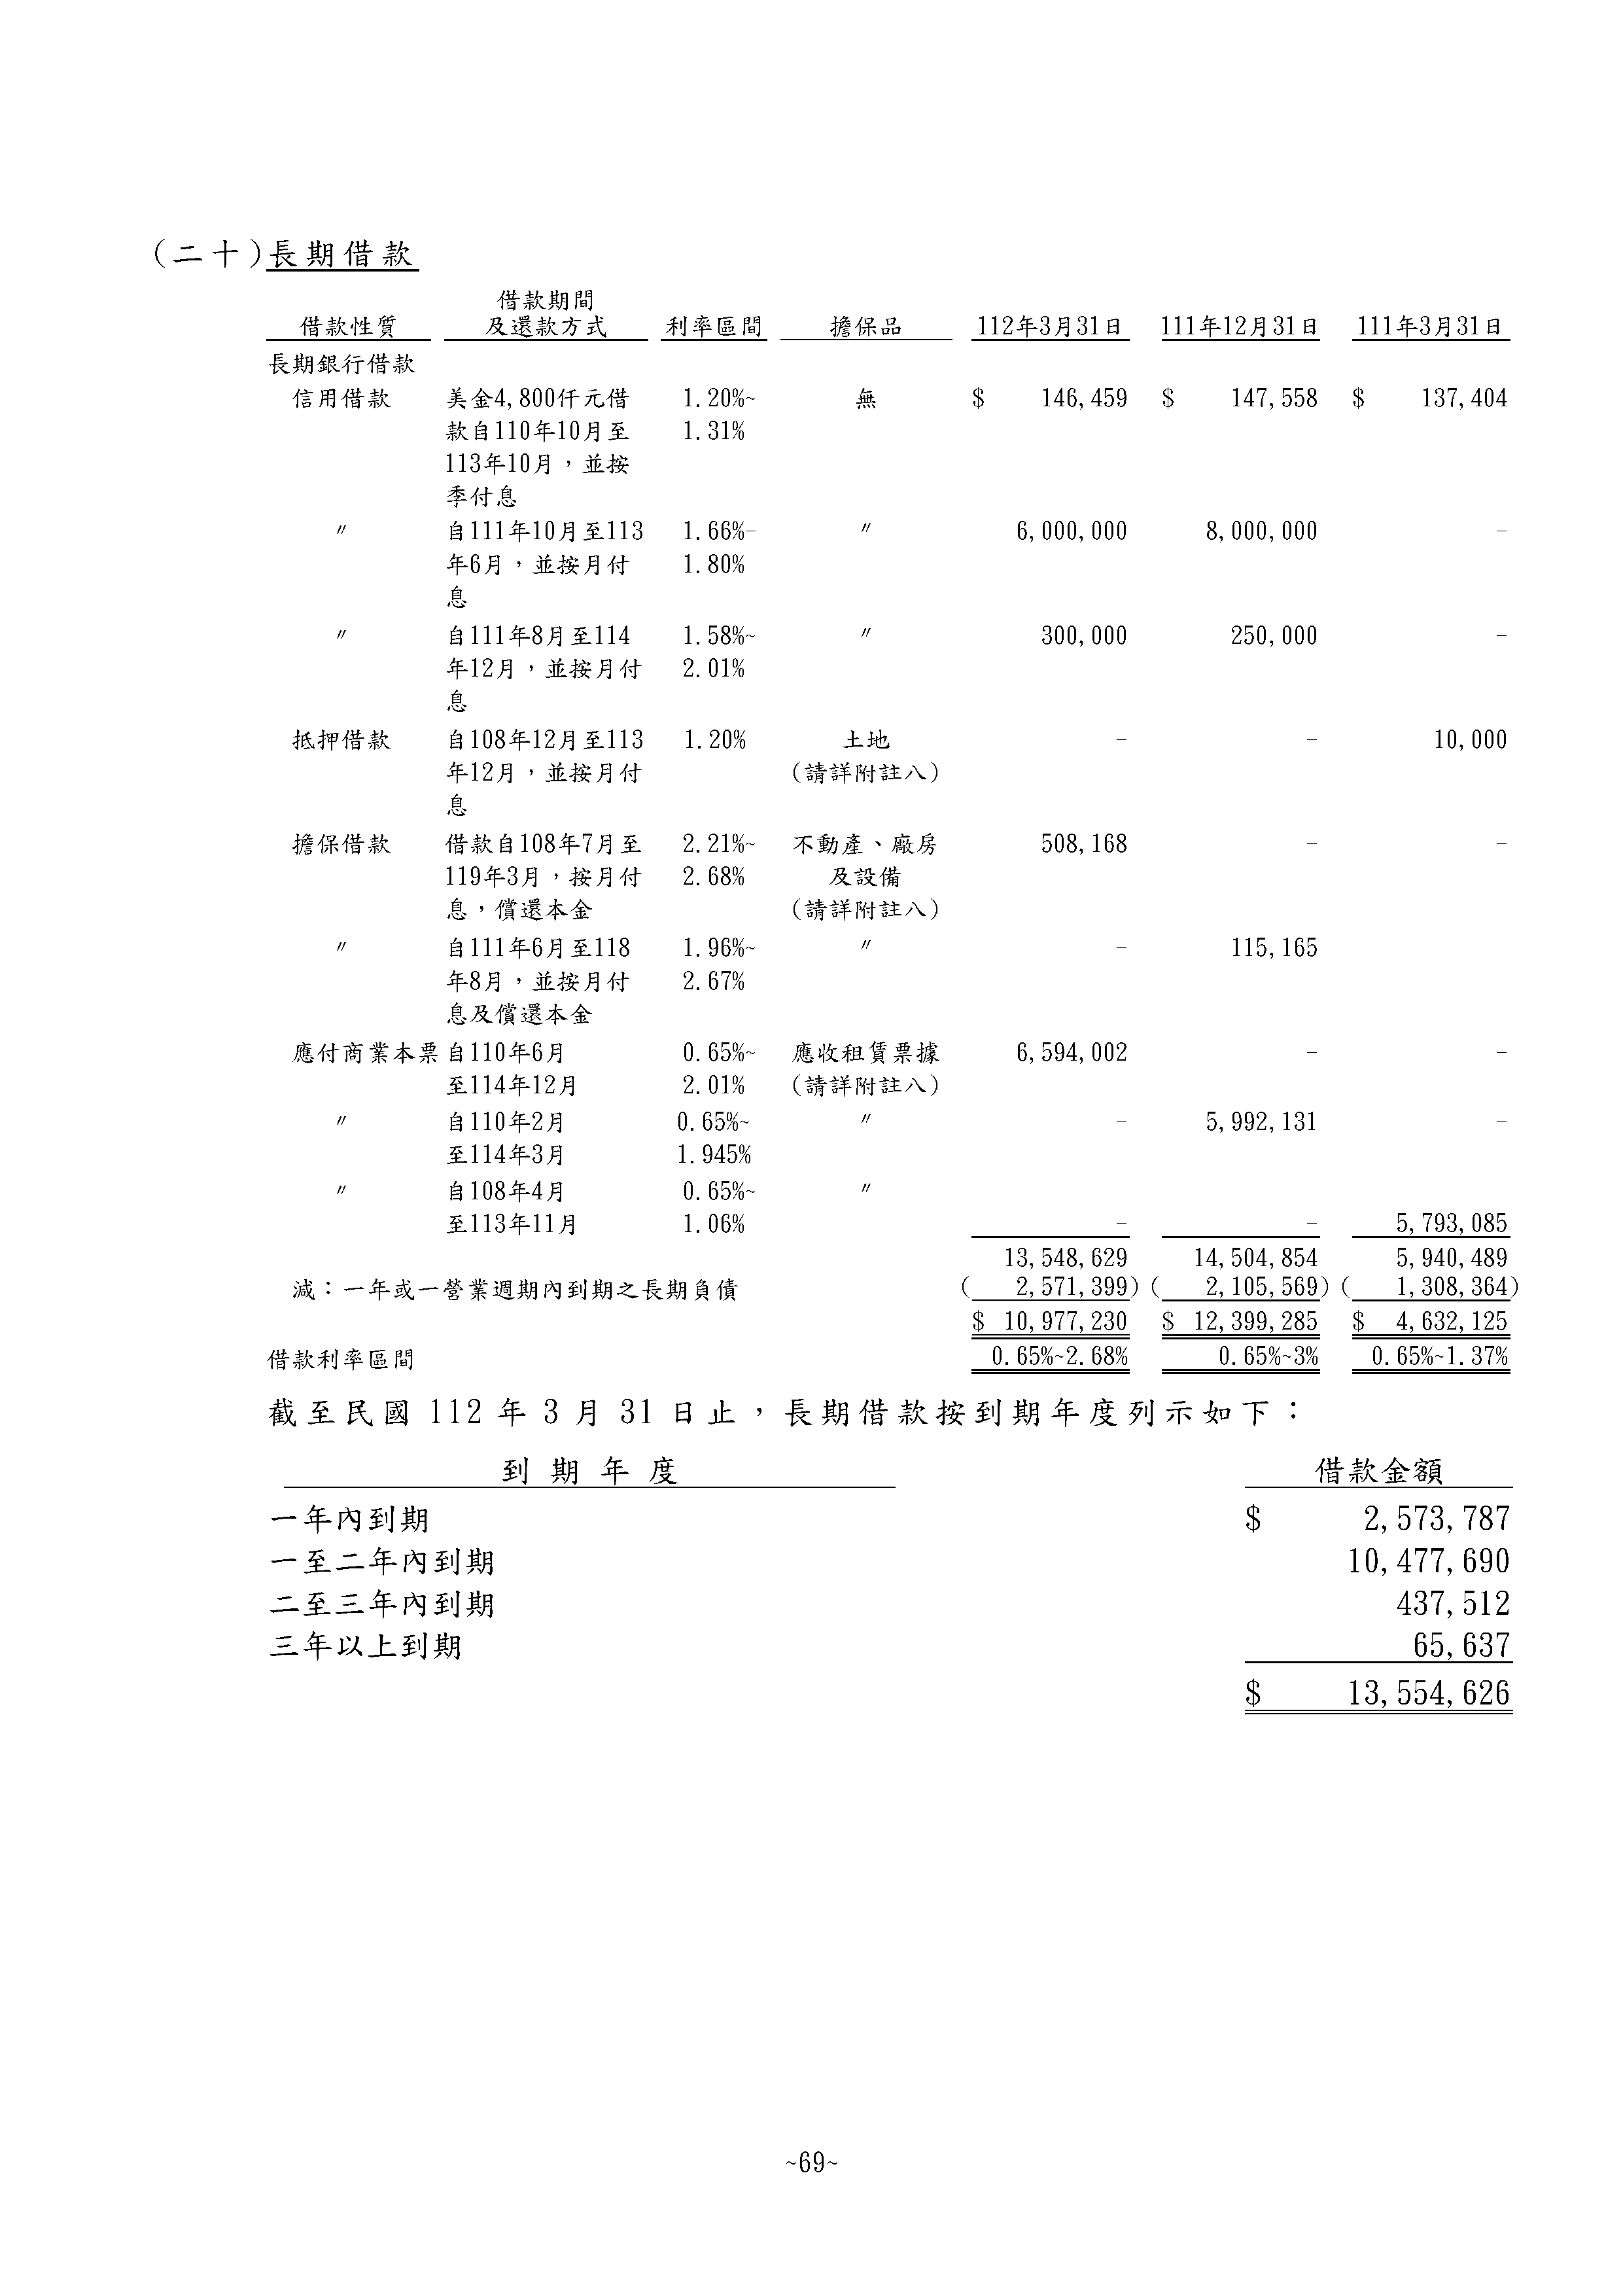 (二十)長期借款
借款期間
借款性質 及還款方式 利率區間 擔保品 112年3月31日 111年12月31日 111年3月31日
長期銀行借款
信用借款 美金4,800仟元借 1.20%~ 無 $ 146,459 $ 147,558 $ 137,404
款自110年10月至 1.31%
113年10月，並按
季付息
〃 自111年10月至113 1.66%- 〃 6,000,000 8,000,000 -
年6月，並按月付 1.80%
息
〃 自111年8月至114 1.58%~ 〃 300,000 250,000 -
年12月，並按月付 2.01%
息
抵押借款 自108年12月至113 1.20% 土地 - - 10,000
年12月，並按月付 (請詳附註八)
息
擔保借款 借款自108年7月至 2.21%~ 不動產、廠房 508,168 - -
119年3月，按月付 2.68% 及設備
息，償還本金 (請詳附註八)
〃 自111年6月至118 1.96%~ 〃 - 115,165
年8月，並按月付 2.67%
息及償還本金
應付商業本票 自110年6月 0.65%~ 應收租賃票據 6,594,002 - -
至114年12月 2.01% (請詳附註八)
〃 自110年2月 0.65%~ 〃 - 5,992,131 -
至114年3月 1.945%
〃 自108年4月 0.65%~ 〃
至113年11月 1.06% - - 5,793,085
13,548,629 14,504,854 5,940,489
減：一年或一營業週期內到期之長期負債 ( 2,571,399) ( 2,105,569) ( 1,308,364)
$ 10,977,230 $ 12,399,285 $ 4,632,125
借款利率區間 0.65%~2.68% 0.65%~3% 0.65%~1.37%
截至民國 112 年 3 月 31 日止，長期借款按到期年度列示如下：
到期年度 借款金額
一年內到期 $ 2,573,787
一至二年內到期 10,477,690
二至三年內到期 437,512
三年以上到期 65,637
$ 13,554,626
~69~